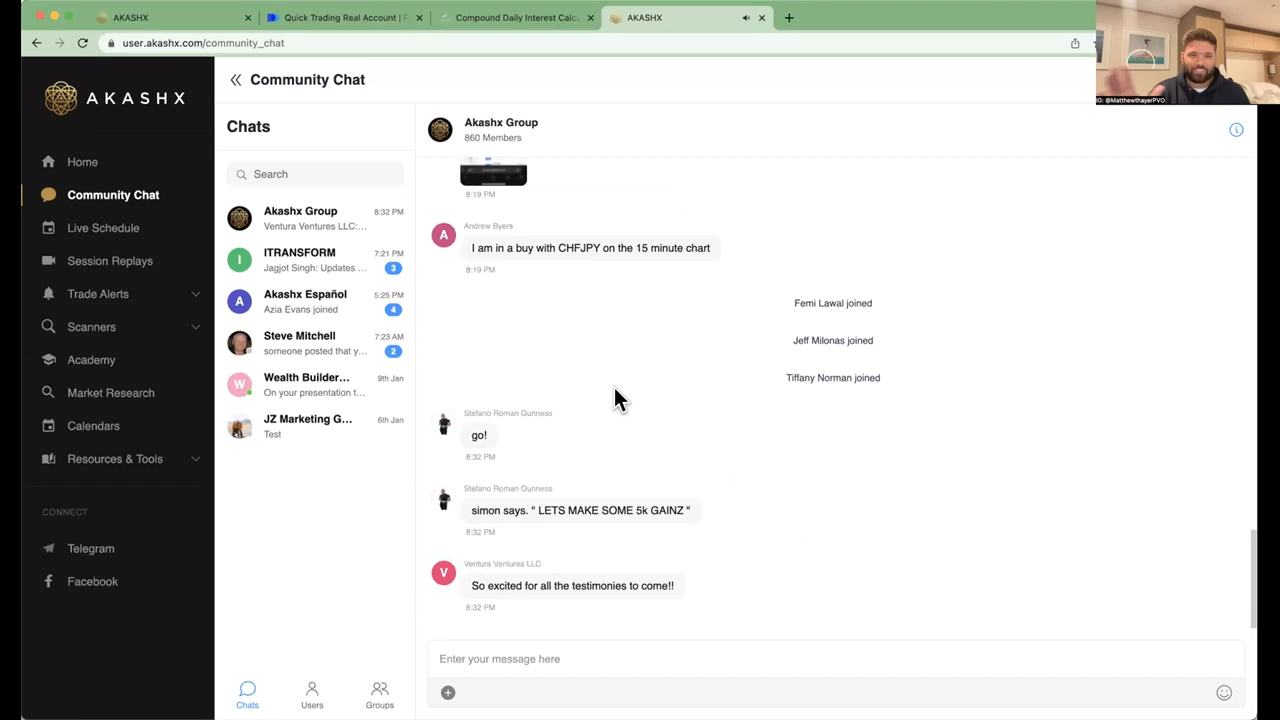 AKASHX
Quick Trading Real Account | P
Compound Daily Interest Calcu
AKASHX
user.akashx.com/community_chat
IG: @MatthewthayerPVO
AKASHX
Home
Community Chat
Live Schedule
Session Replays
Trade Alerts
Scanners
Academy
Market Research
Calendars
Resources & Tools
CONNECT
Telegram
Facebook
Community Chat
Chats
Search
Akashx Group
8:32 PM
Ventura Ventures LLC:...
I
ITRANSFORM
7:21 PM
Jagjot Singh: Updates ...
3
A
Akashx Español
5:25 PM
Azia Evans joined
4
Steve Mitchell
7:23 AM
someone posted that y...
2
W
Wealth Builder...
9th Jan
On your presentation t...
JZ Marketing G...
6th Jan
Test
Chats
Users
Groups
Akashx Group
860 Members
8:19 PM
Andrew Byers
A
I am in a buy with CHFJPY on the 15 minute chart
8:19 PM
Femi Lawal joined
Jeff Milonas joined
Tiffany Norman joined
Stefano Roman Gunness
go!
8:32 PM
Stefano Roman Gunness
simon says. " LETS MAKE SOME 5k GAINZ "
8:32 PM
Ventura Ventures LLC
V
So excited for all the testimonies to come!!
8:32 PM
Enter your message here